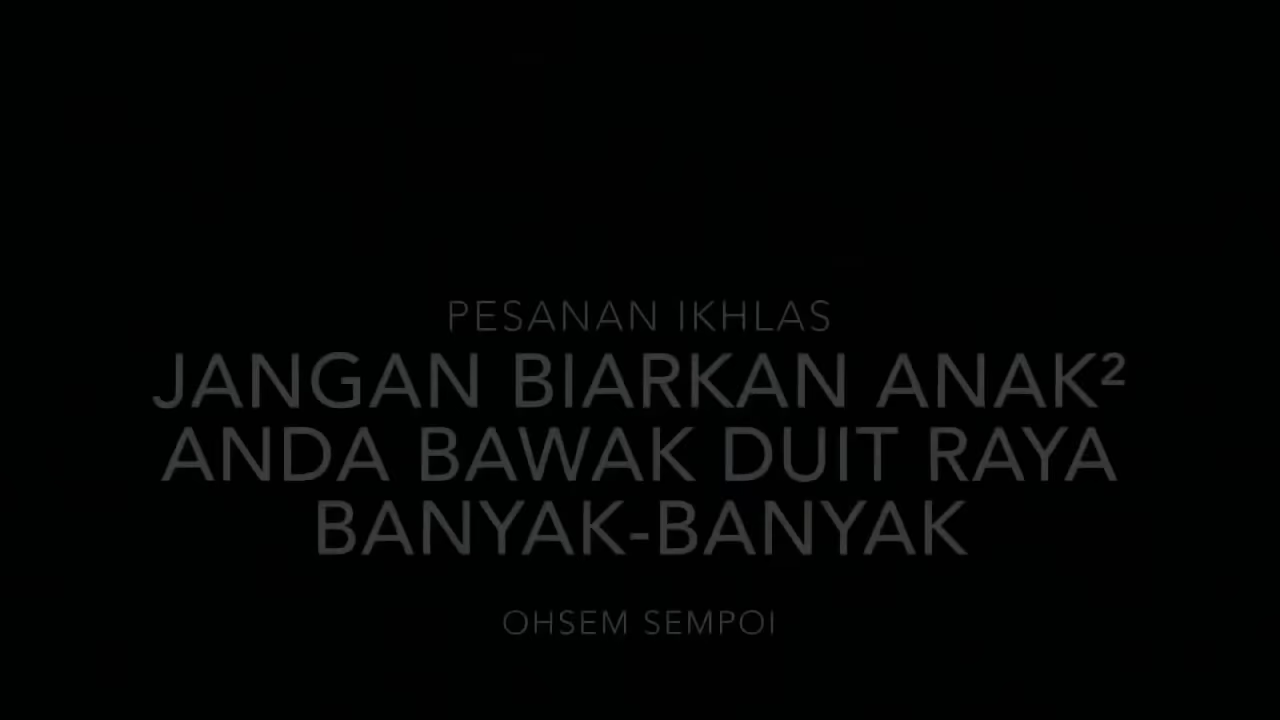 PESANAN IKHLAS
JANGAN BIARKAN ANAK²
ANDA BAWAK DUIT RAYA
BANYAK-BANYAK
OHSEM SEMPOI